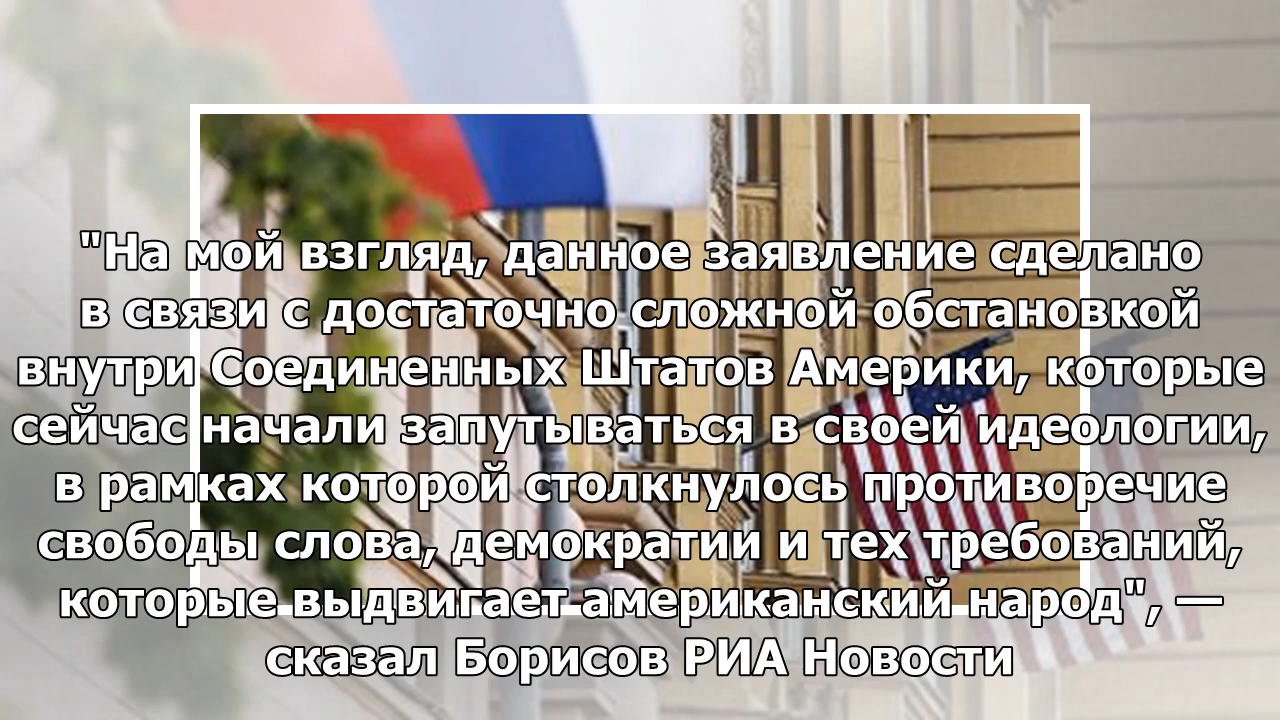 "На мой взгляд, данное заявление сделано
в связи с достаточно сложной обстановкой
внутри Соединенных Штатов Америки, которые
сейчас начали запутываться в своей идеологии,
в рамках которой столкнулось противоречие
свободы слова, демократии и тех требований,
которые выдвигает американский народ", —
сказал Борисов РИА Новости